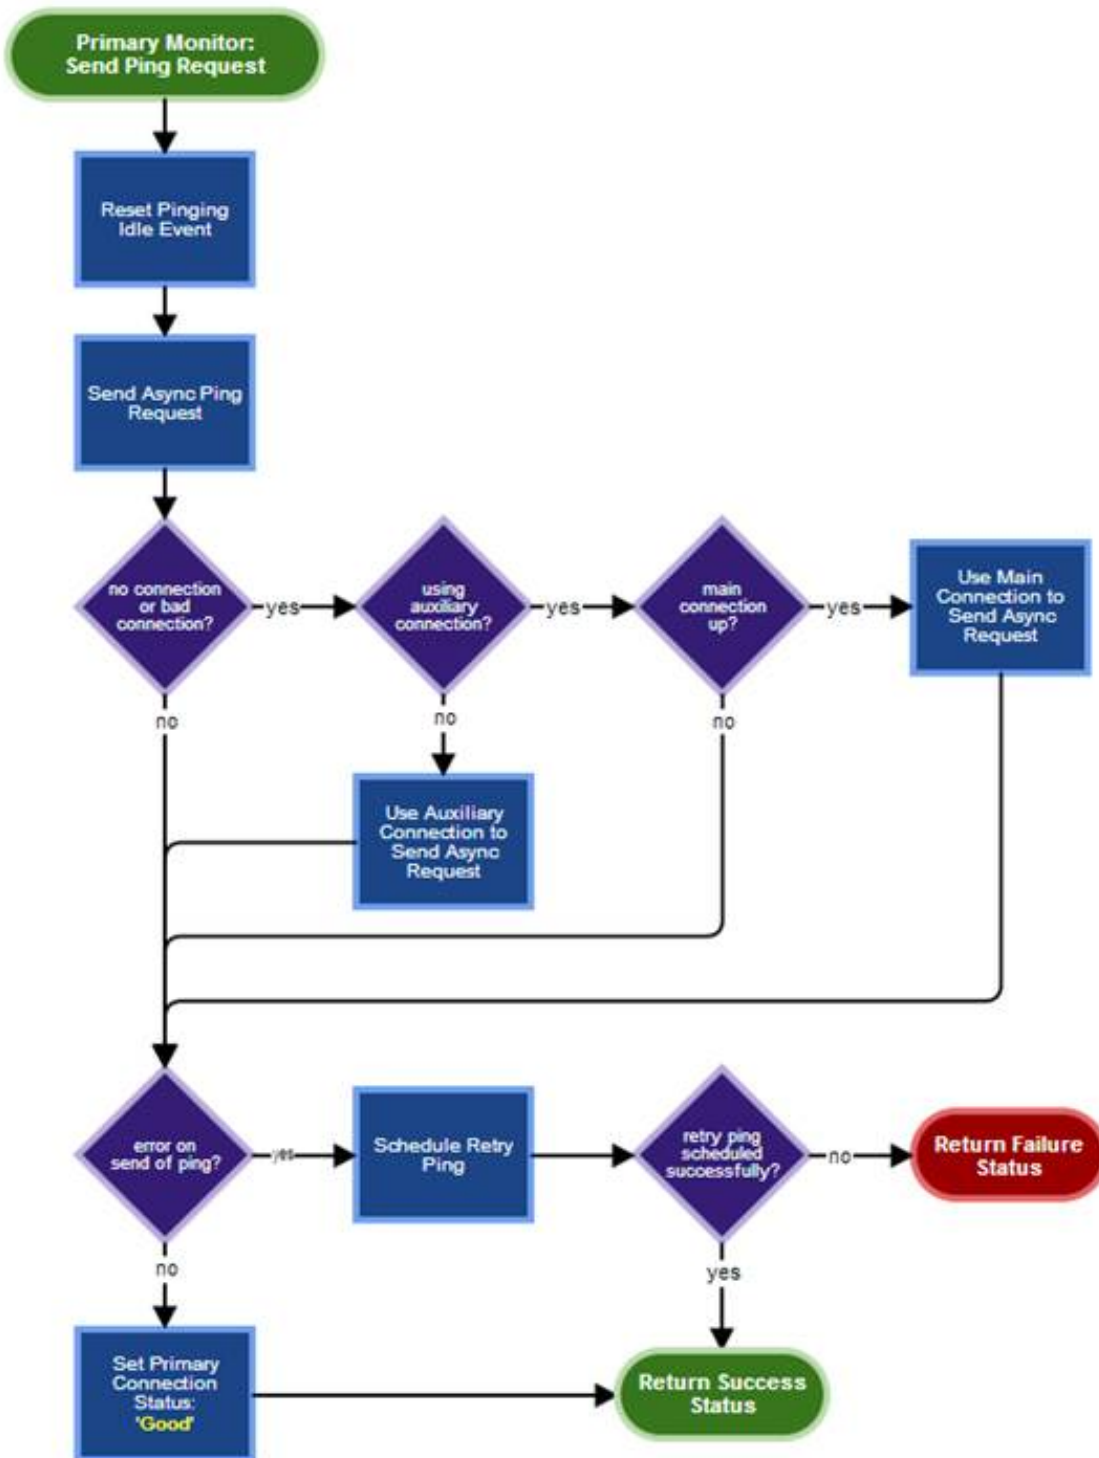 Primary Monitor:
Send Ping Request
Reset Pinging
Idle Event
Send Async Ping
Request
no connection
or bad
connection?
yes
using
auxiliary
connection?
yes
main
connection
up?
yes
Use Main
Connection to
Send Async
Request
no
no
no
Use Auxiliary
Connection to
Send Async
Request
error on
send of ping?
yes
Schedule Retry
Ping
retry ping
scheduled
successfully?
no
Return Failure
Status
no
yes
Set Primary
Connection
Status:
'Good'
Return Success
Status